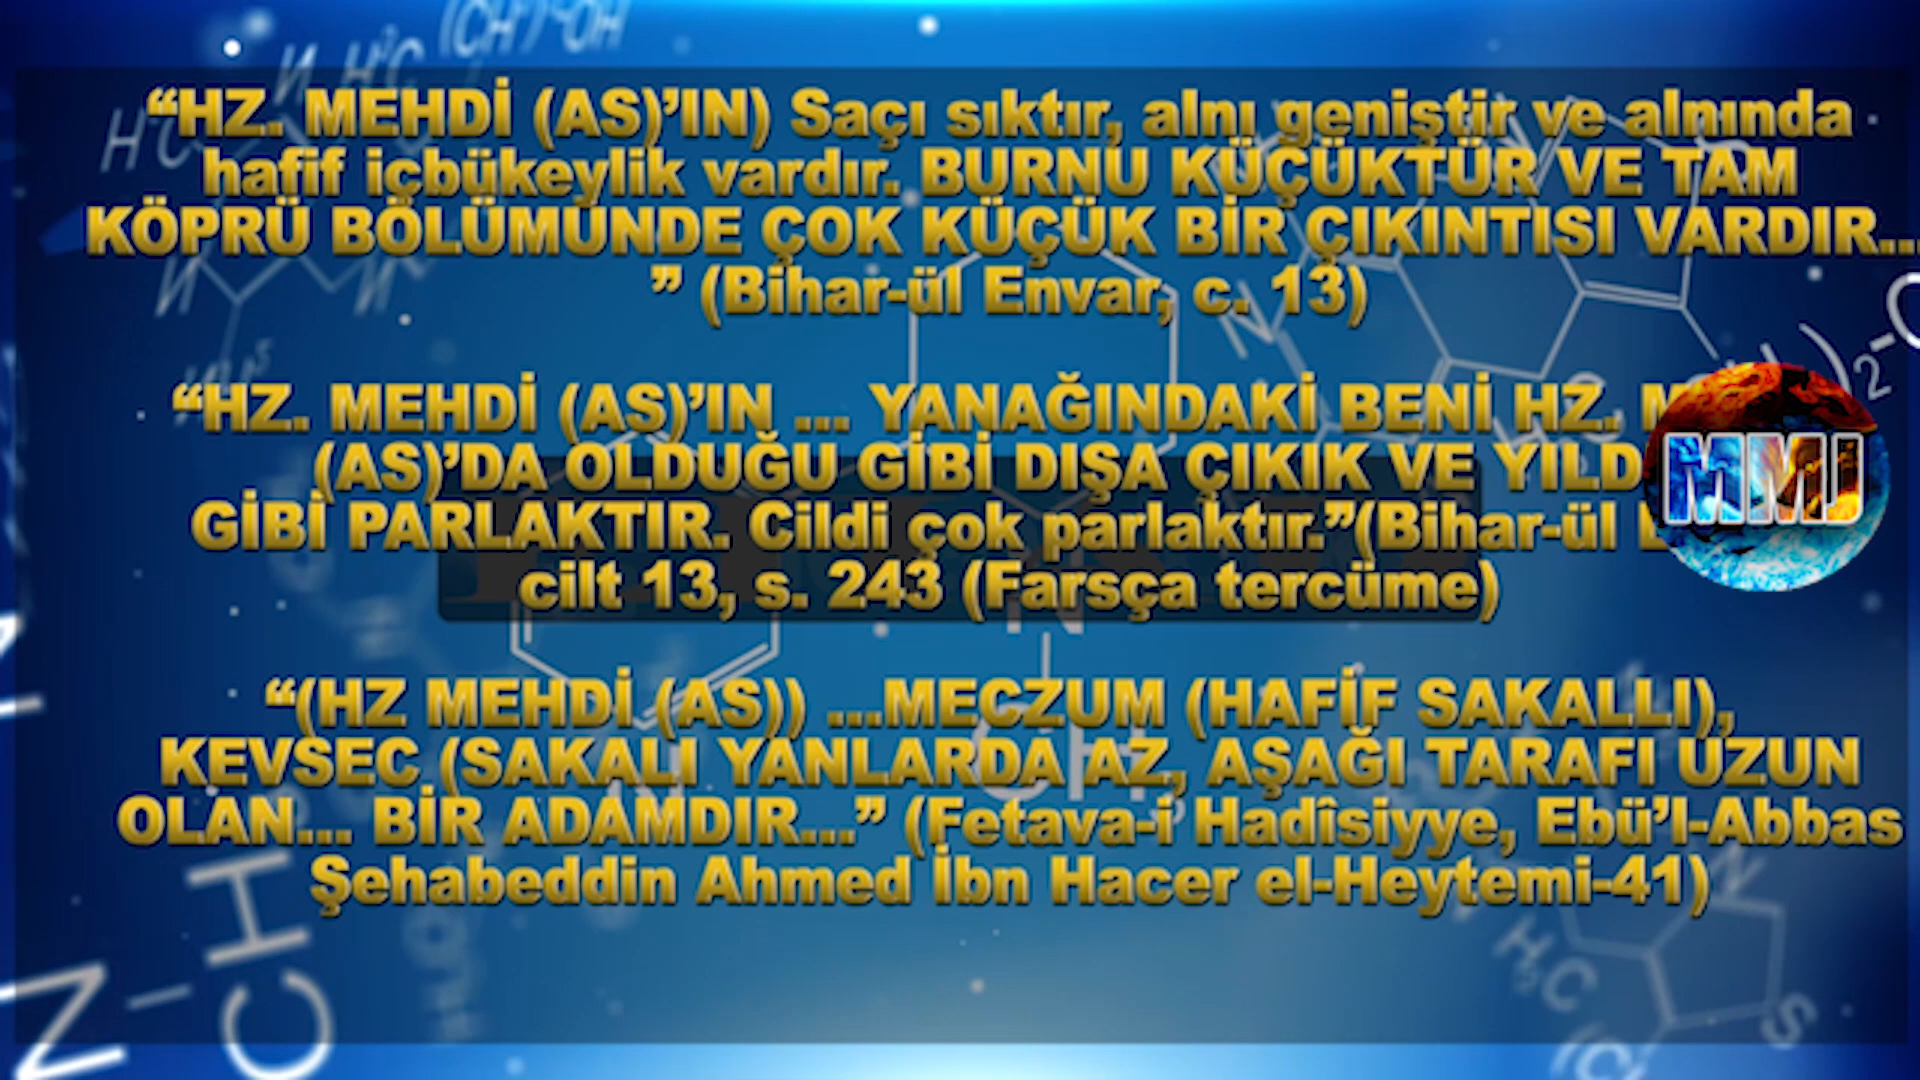 “HZ. MEHDİ (AS)’IN) Saçı sıktır, alnı geniştir ve alnında
hafif içbükeylik vardır. BURNU KÜÇÜKTÜR VE TAM
KÖPRÜ BÖLÜMÜNDE ÇOK KÜÇÜK BİR ÇIKINTISI VARDIR...
” (Bihar-ül Envar, c. 13)
“HZ. MEHDİ (AS)’IN ... YANAĞINDAKİ BENİ HZ.
(AS)’DA OLDUĞU GİBİ DIŞA ÇIKIK VE
GİBİ PARLAKTIR. Cildi çok parlaktır.”(Bihar-ül
cilt 13, s. 243 (Farsça tercüme)
MMJ
“(HZ MEHDİ (AS)) ...MECZUM (HAFİF SAKALLI),
KEVSEC (SAKALI YANLARDA AZ, AŞAĞI TARAFI UZUN
OLAN... BİR ADAMDIR...” (Fetava-i Hadîsiyye, Ebü’l-Abbas
Şehabeddin Ahmed İbn Hacer el-Heytemi-41)